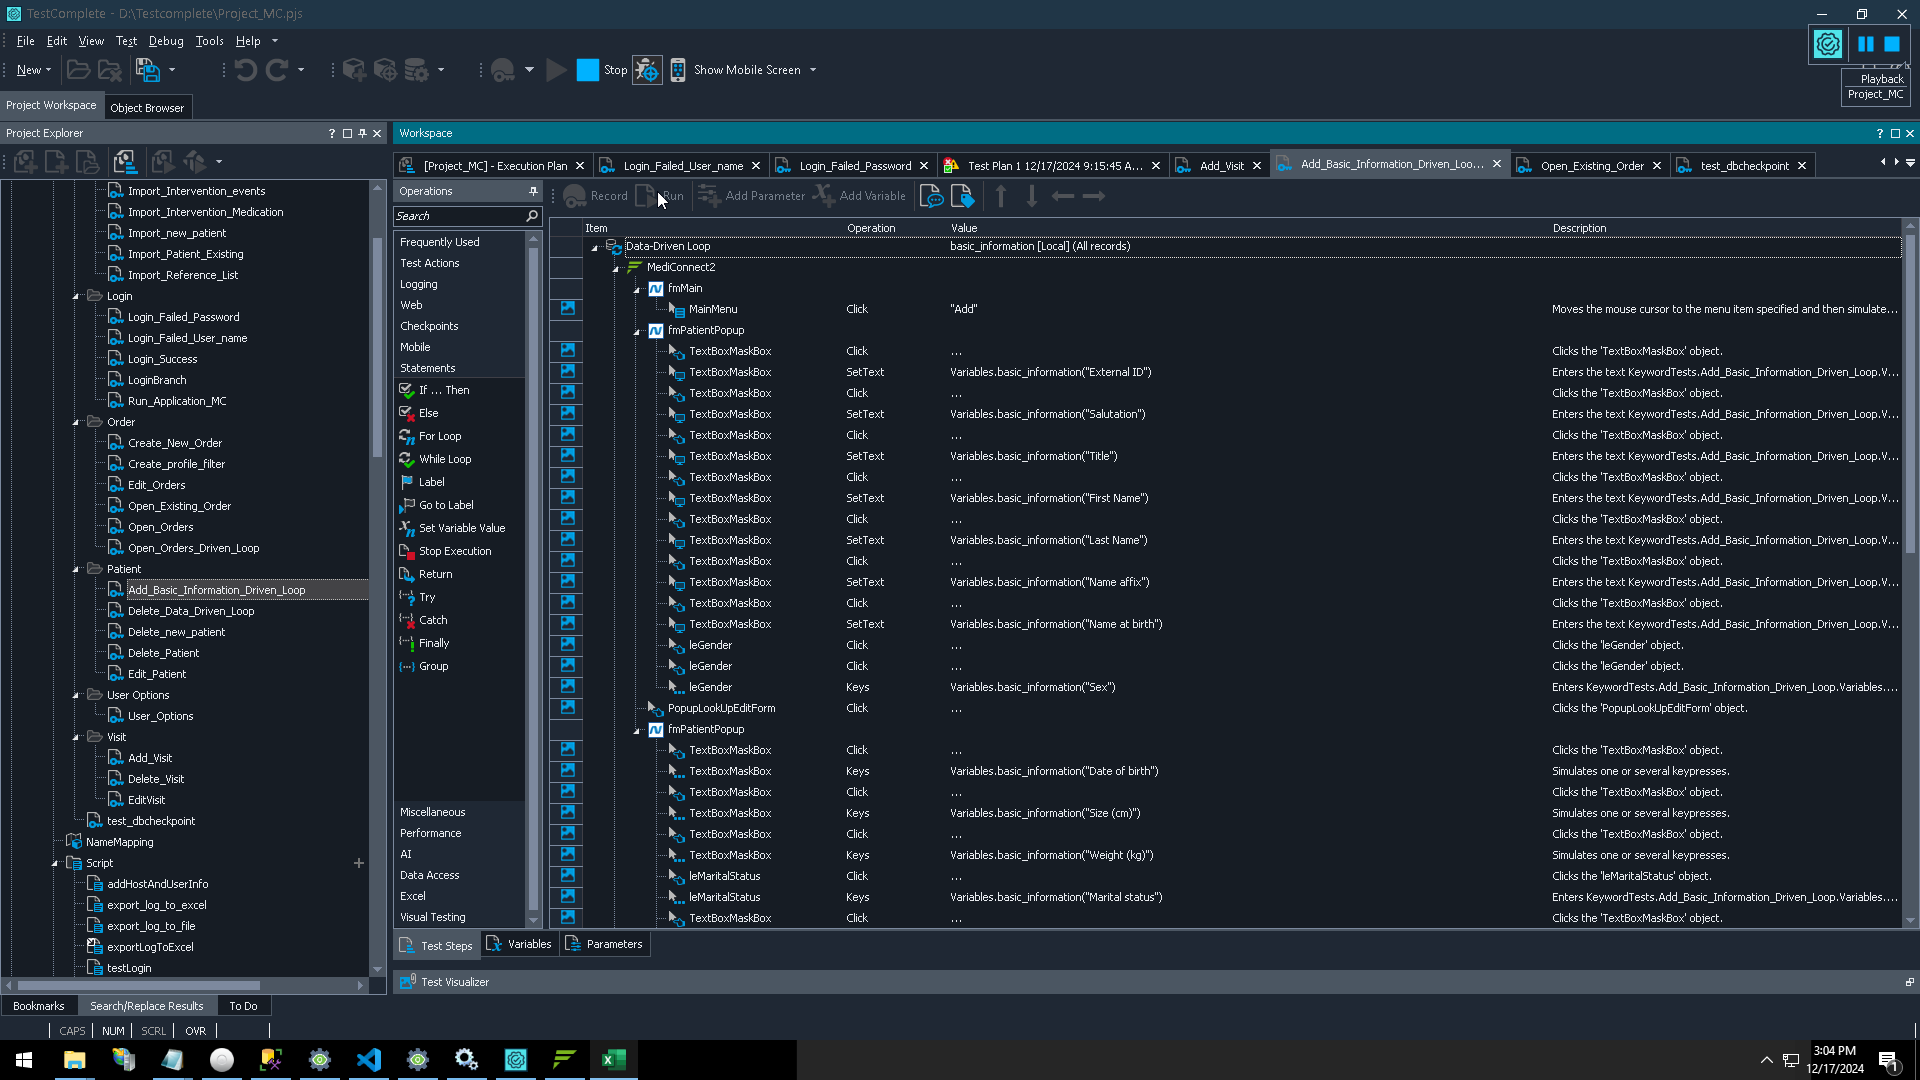 TestComplete - D:\Testcomplete\Project_MC.pjs
File Edit View Test Debug Tools Help
New Stop Show Mobile Screen
Playback
Project_MC
Project Workspace Object Browser
Project Explorer
Workspace
[Project_MC] - Execution Plan Login_Failed_User_name Login_Failed_Password Test Plan 1 12/17/2024 9:15:45 A... Add_Visit Add_Basic_Information_Driven_Loo... Open_Existing_Order test_dbcheckpoint
Import_Intervention_events
Import_Intervention_Medication
Import_new_patient
Import_Patient_Existing
Import_Reference_List
Login
Login_Failed_Password
Login_Failed_User_name
Login_Success
LoginBranch
Run_Application_MC
Order
Create_New_Order
Create_profile_filter
Edit_Orders
Open_Existing_Order
Open_Orders
Open_Orders_Driven_Loop
Patient
Add_Basic_Information_Driven_Loop
Delete_Data_Driven_Loop
Delete_new_patient
Delete_Patient
Edit_Patient
User Options
User_Options
Visit
Add_Visit
Delete_Visit
EditVisit
test_dbcheckpoint
NameMapping
Script
addHostAndUserInfo
export_log_to_excel
export_log_to_file
exportLogToExcel
testLogin
Operations
Search
Frequently Used
Test Actions
Logging
Web
Checkpoints
Mobile
Statements
If ... Then
Else
For Loop
While Loop
Label
Go to Label
Set Variable Value
Stop Execution
Return
Try
Catch
Finally
Group
Miscellaneous
Performance
AI
Data Access
Excel
Visual Testing
Record Run Add Parameter Add Variable
Item Operation Value Description
Data-Driven Loop basic_information [Local] (All records)
MediConnect2
fmMain
MainMenu Click "Add" Moves the mouse cursor to the menu item specified and then simulate...
fmPatientPopup
TextBoxMaskBox Click ... Clicks the 'TextBoxMaskBox' object.
TextBoxMaskBox SetText Variables.basic_information("External ID") Enters the text KeywordTests.Add_Basic_Information_Driven_Loop.V...
TextBoxMaskBox Click ... Clicks the 'TextBoxMaskBox' object.
TextBoxMaskBox SetText Variables.basic_information("Salutation") Enters the text KeywordTests.Add_Basic_Information_Driven_Loop.V...
TextBoxMaskBox Click ... Clicks the 'TextBoxMaskBox' object.
TextBoxMaskBox SetText Variables.basic_information("Title") Enters the text KeywordTests.Add_Basic_Information_Driven_Loop.V...
TextBoxMaskBox Click ... Clicks the 'TextBoxMaskBox' object.
TextBoxMaskBox SetText Variables.basic_information("First Name") Enters the text KeywordTests.Add_Basic_Information_Driven_Loop.V...
TextBoxMaskBox Click ... Clicks the 'TextBoxMaskBox' object.
TextBoxMaskBox SetText Variables.basic_information("Last Name") Enters the text KeywordTests.Add_Basic_Information_Driven_Loop.V...
TextBoxMaskBox Click ... Clicks the 'TextBoxMaskBox' object.
TextBoxMaskBox SetText Variables.basic_information("Name affix") Enters the text KeywordTests.Add_Basic_Information_Driven_Loop.V...
TextBoxMaskBox Click ... Clicks the 'TextBoxMaskBox' object.
TextBoxMaskBox SetText Variables.basic_information("Name at birth") Enters the text KeywordTests.Add_Basic_Information_Driven_Loop.V...
leGender Click ... Clicks the 'leGender' object.
leGender Click ... Clicks the 'leGender' object.
leGender Keys Variables.basic_information("Sex") Enters KeywordTests.Add_Basic_Information_Driven_Loop.Variables....
PopupLookUpEditForm Click ... Clicks the 'PopupLookUpEditForm' object.
fmPatientPopup
TextBoxMaskBox Click ... Clicks the 'TextBoxMaskBox' object.
TextBoxMaskBox Keys Variables.basic_information("Date of birth") Simulates one or several keypresses.
TextBoxMaskBox Click ... Clicks the 'TextBoxMaskBox' object.
TextBoxMaskBox Keys Variables.basic_information("Size (cm)") Simulates one or several keypresses.
TextBoxMaskBox Click ... Clicks the 'TextBoxMaskBox' object.
TextBoxMaskBox Keys Variables.basic_information("Weight (kg)") Simulates one or several keypresses.
leMaritalStatus Click ... Clicks the 'leMaritalStatus' object.
leMaritalStatus Keys Variables.basic_information("Marital status") Enters KeywordTests.Add_Basic_Information_Driven_Loop.Variables....
TextBoxMaskBox Click ... Clicks the 'TextBoxMaskBox' object.
Test Steps Variables Parameters
Test Visualizer
Bookmarks Search/Replace Results To Do
CAPS NUM SCRL OVR
3:04 PM
12/17/2024
1